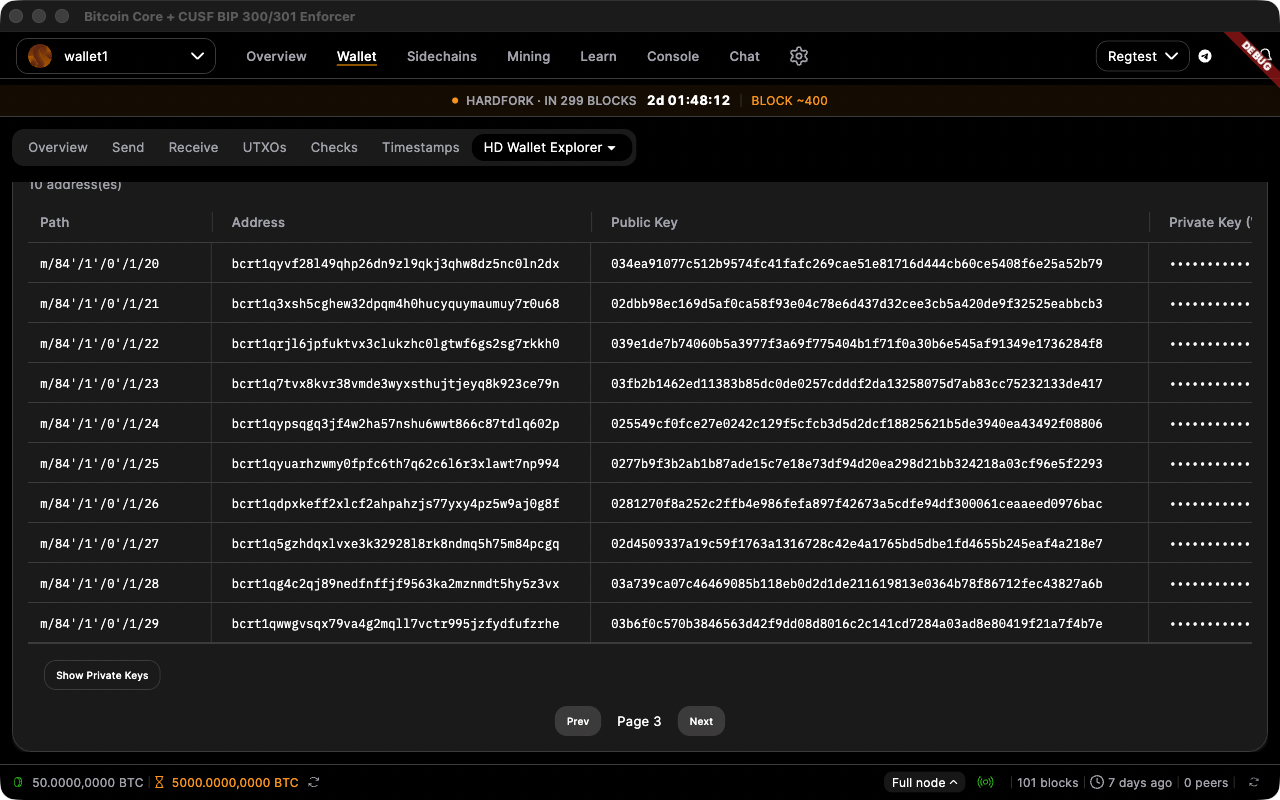 Bitcoin Core + CUSF BIP 300/301 Enforcer
wallet1 Overview Wallet Sidechains Mining Learn Console Chat Regtest DEBUG
HARDFORK · IN 299 BLOCKS 2d 01:48:12 BLOCK ~400
Overview Send Receive UTXOs Checks Timestamps HD Wallet Explorer
10 address(es)
Path Address Public Key Private Key (
m/84'/1'/0'/1/20 bcrt1qyvf28l49qhp26dn9zl9qkj3qhw8dz5nc0ln2dx 034ea91077c512b9574fc41fafc269cae51e81716d444cb60ce5408f6e25a52b79 •••••••••••
m/84'/1'/0'/1/21 bcrt1q3xsh5cghew32dpqm4h0hucyquymaumuy7r0u68 02dbb98ec169d5af0ca58f93e04c78e6d437d32cee3cb5a420de9f32525eabbcb3 •••••••••••
m/84'/1'/0'/1/22 bcrt1qrjl6jpfuktvx3clukzhc0lgtwf6gs2sg7rkkh0 039e1de7b74060b5a3977f3a69f775404b1f71f0a30b6e545af91349e1736284f8 •••••••••••
m/84'/1'/0'/1/23 bcrt1q7tvx8kvr38vmde3wyxsthujtjeyq8k923ce79n 03fb2b1462ed11383b85dc0de0257cdddf2da13258075d7ab83cc75232133de417 •••••••••••
m/84'/1'/0'/1/24 bcrt1qypsqgq3jf4w2ha57nshu6wwt866c87tdlq602p 025549cf0fce27e0242c129f5cfcb3d5d2dcf18825621b5de3940ea43492f08806 •••••••••••
m/84'/1'/0'/1/25 bcrt1qyuarhzwmy0fpfc6th7q62c6l6r3xlawt7np994 0277b9f3b2ab1b87ade15c7e18e73df94d20ea298d21bb324218a03cf96e5f2293 •••••••••••
m/84'/1'/0'/1/26 bcrt1qdpxkeff2xlcf2ahpahzjs77yxy4pz5w9aj0g8f 0281270f8a252c2ffb4e986fefa897f42673a5cdfe94df300061ceaaeed0976bac •••••••••••
m/84'/1'/0'/1/27 bcrt1q5gzhdqxlvxe3k32928l8rk8ndmq5h75m84pcgq 02d4509337a19c59f1763a1316728c42e4a1765bd5dbe1fd4655b245eaf4a218e7 •••••••••••
m/84'/1'/0'/1/28 bcrt1qg4c2qj89nedfnffjf9563ka2mznmdt5hy5z3vx 03a739ca07c46469085b118eb0d2d1de211619813e0364b78f86712fec43827a6b •••••••••••
m/84'/1'/0'/1/29 bcrt1qwwgvsqx79va4g2mqll7vctr995jzfydfufzrhe 03b6f0c570b3846563d42f9dd08d8016c2c141cd7284a03ad8e80419f21a7f4b7e •••••••••••
Show Private Keys
Prev Page 3 Next
50.0000,0000 BTC 5000.0000,0000 BTC Full node 101 blocks 7 days ago 0 peers